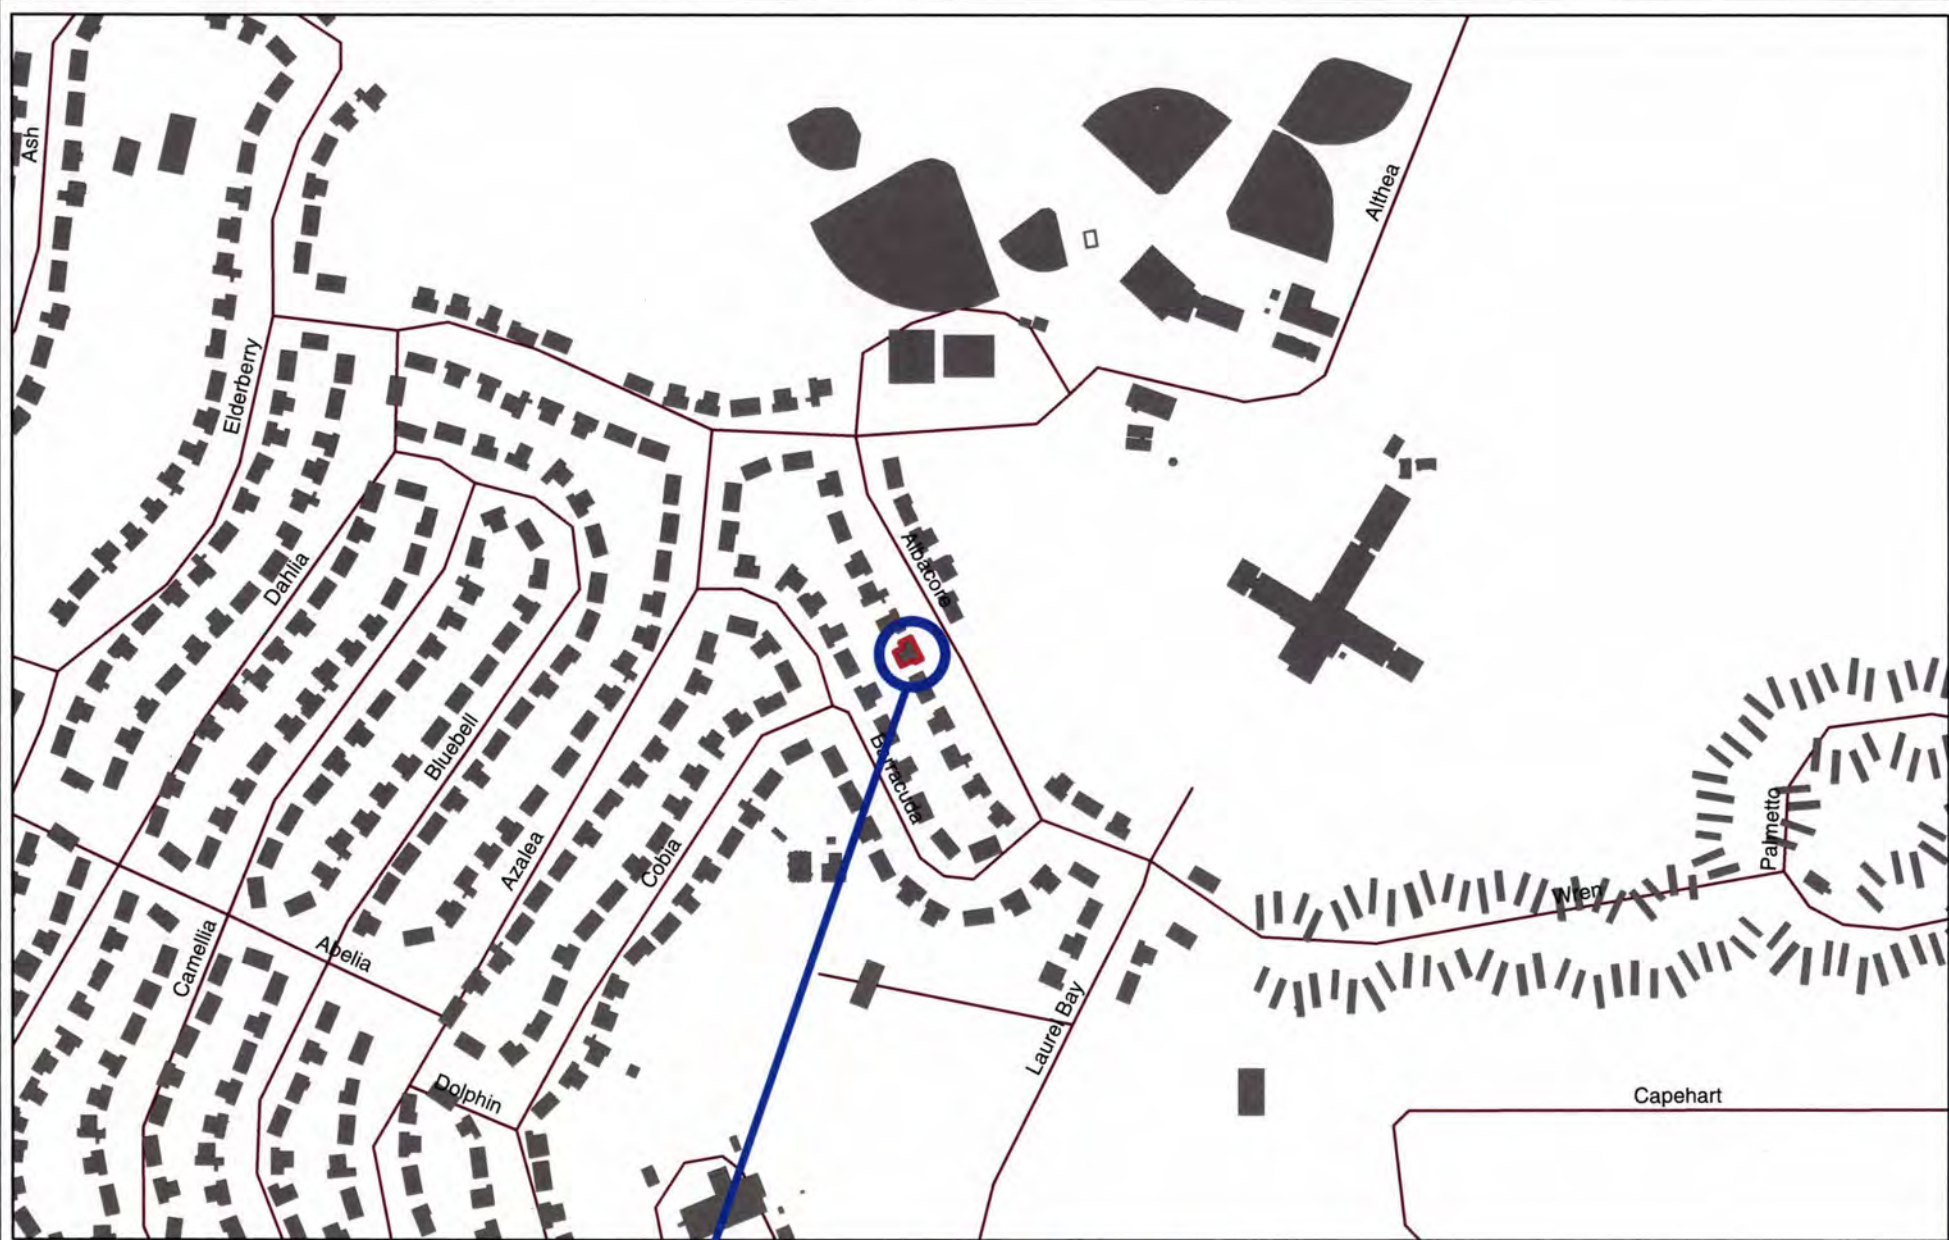 Ash
Althea
Elderberry
Albacore
Dahlia
Bluebell
Barracuda
Palmetto
Azalea
Cobia
Wren
Camellia
Abelia
Laurel Bay
Dolphin
Capehart